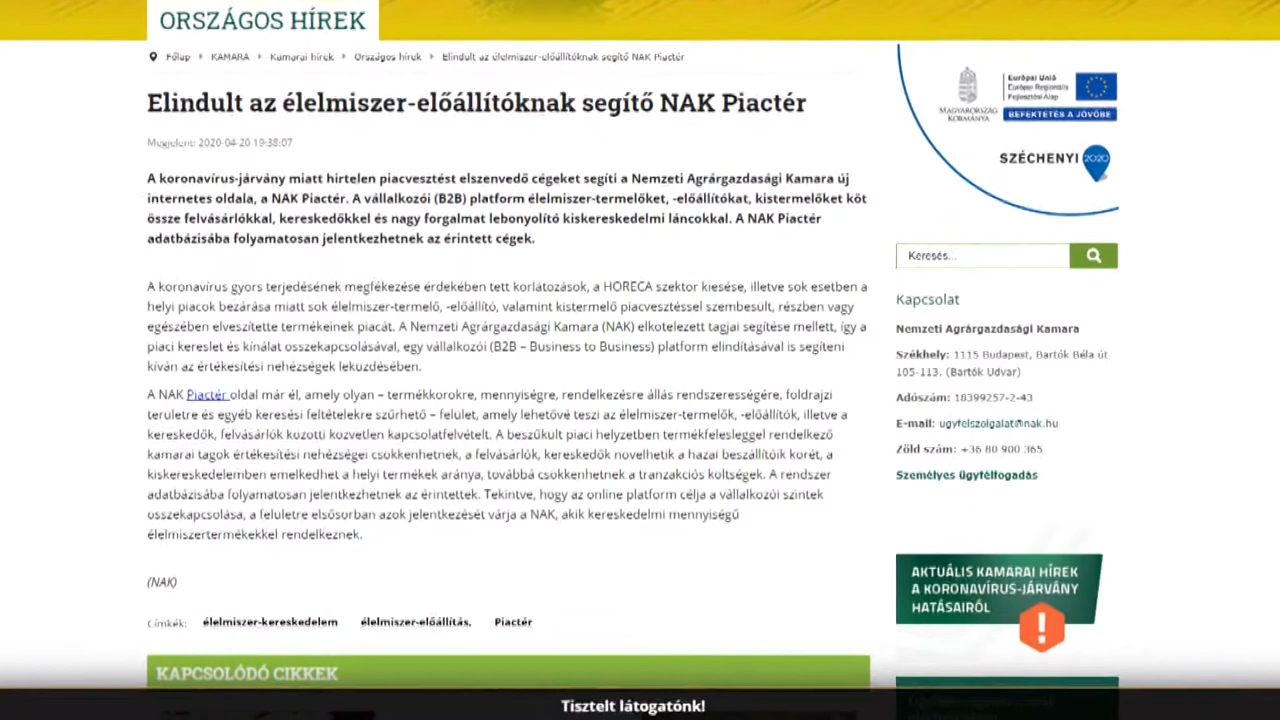 ORSZÁGOS HÍREK
Főlap
KAMARA
Kamarai hírek
Országos hírek
Elindult az élelmiszer-előállítóknak segítő NAK Piactér
Elindult az élelmiszer-előállítóknak segítő NAK Piactér
Megjelent: 2020-04-20 19:38:07
A koronavírus-járvány miatt hirtelen piacvesztést elszenvedő cégeket segíti a Nemzeti Agrárgazdasági Kamara új
internetes oldala, a NAK Piactér. A vállalkozói (B2B) platform élelmiszer-termelőket, -előállítókat, kistermelőket köt
össze felvásárlókkal, kereskedőkkel és nagy forgalmat lebonyolító kiskereskedelmi láncokkal. A NAK Piactér
adatbázisába folyamatosan jelentkezhetnek az érintett cégek.
A koronavírus gyors terjedésének megfékezése érdekében tett korlátozások, a HORECA szektor kiesése, illetve sok esetben a
helyi piacok bezárása miatt sok élelmiszer-termelő, -előállító, valamint kistermelő piacvesztéssel szembesült, részben vagy
egészében elveszítette termékeinek piacát. A Nemzeti Agrárgazdasági Kamara (NAK) elkötelezett tagjai segítése mellett, így a
piaci kereslet és kínálat összekapcsolásával, egy vállalkozói (B2B – Business to Business) platform elindításával is segíteni
kíván az értékesítési nehézségek leküzdésében.
A NAK Piactér oldal már él, amely olyan – termékkörökre, mennyiségre, rendelkezésre állás rendszerességére, földrajzi
területre és egyéb keresési feltételekre szűrhető – felület, amely lehetővé teszi az élelmiszer-termelők, -előállítók, illetve a
kereskedők, felvásárlók közötti közvetlen kapcsolatfelvételt. A beszűkült piaci helyzetben termékfelesleggel rendelkező
kamarai tagok értékesítési nehézségei csökkenhetnek, a felvásárlók, kereskedők növelhetik a hazai beszállítóik körét, a
kiskereskedelemben emelkedhet a helyi termékek aránya, továbbá csökkenhetnek a tranzakciós költségek. A rendszer
adatbázisába folyamatosan jelentkezhetnek az érintettek. Tekintve, hogy az online platform célja a vállalkozói szintek
összekapcsolása, a felületre elsősorban azok jelentkezését várja a NAK, akik kereskedelmi mennyiségű
élelmiszertermékekkel rendelkeznek.
(NAK)
Címkék: élelmiszer-kereskedelem élelmiszer-előállítás, Piactér
KAPCSOLÓDÓ CIKKEK
MAGYARORSZÁG
KORMÁNYA
Európai Unió
Európai Regionális
Fejlesztési Alap
BEFEKTETÉS A JÖVŐBE
SZÉCHENYI 2020
Keresés...
Kapcsolat
Nemzeti Agrárgazdasági Kamara
Székhely: 1115 Budapest, Bartók Béla út
105-113. (Bartók Udvar)
Adószám: 18399257-2-43
E-mail: ugyfelszolgalat@nak.hu
Zöld szám: +36 80 900 365
Személyes ügyfélfogadás
AKTUÁLIS KAMARAI HÍREK
A KORONAVÍRUS-JÁRVÁNY
HATÁSAIRÓL
!
Tisztelt látogatónk!